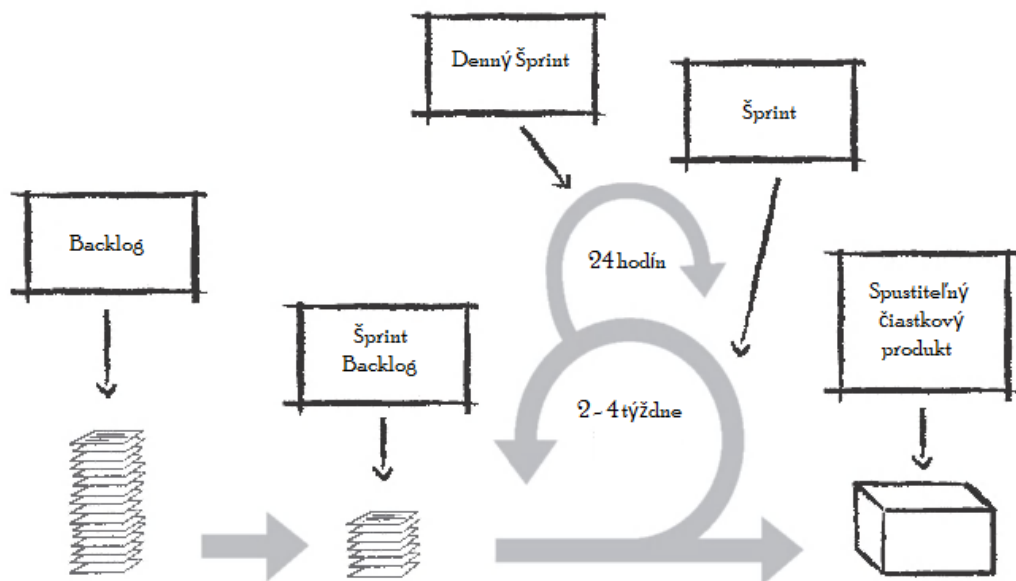 Denný Šprint
Šprint
Backlog
24 hodín
Spustiteľný
čiastkový
produkt
Šprint
Backlog
2 - 4 týždne